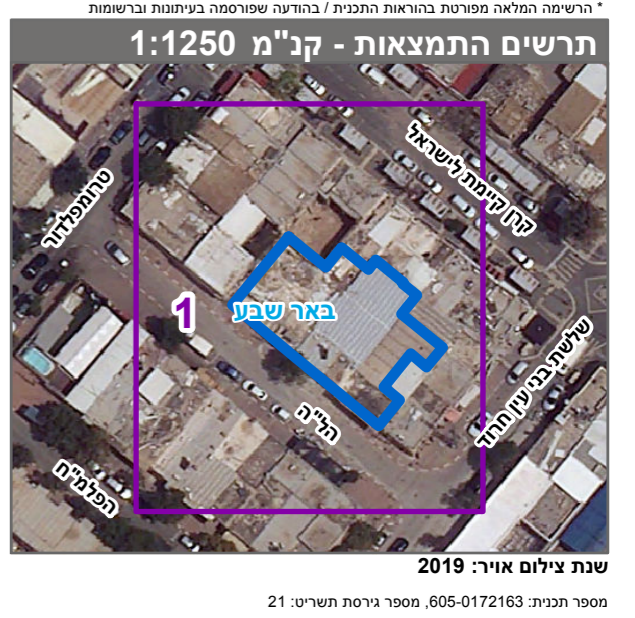 * הרשימה המלאה מפורטת בהוראות התכנית / בהודעה שפורסמה בעיתונות וברשומות
תרשים התמצאות - קנ"מ 1:1250
קרן קיימת לישראל
טרומפלדור
1
באר שבע
שלשת בני עין חרוד
הל"ה
הפלמ"ח
שנת צילום אויר: 2019
מספר תכנית: 605-0172163, מספר גירסת תשריט: 21